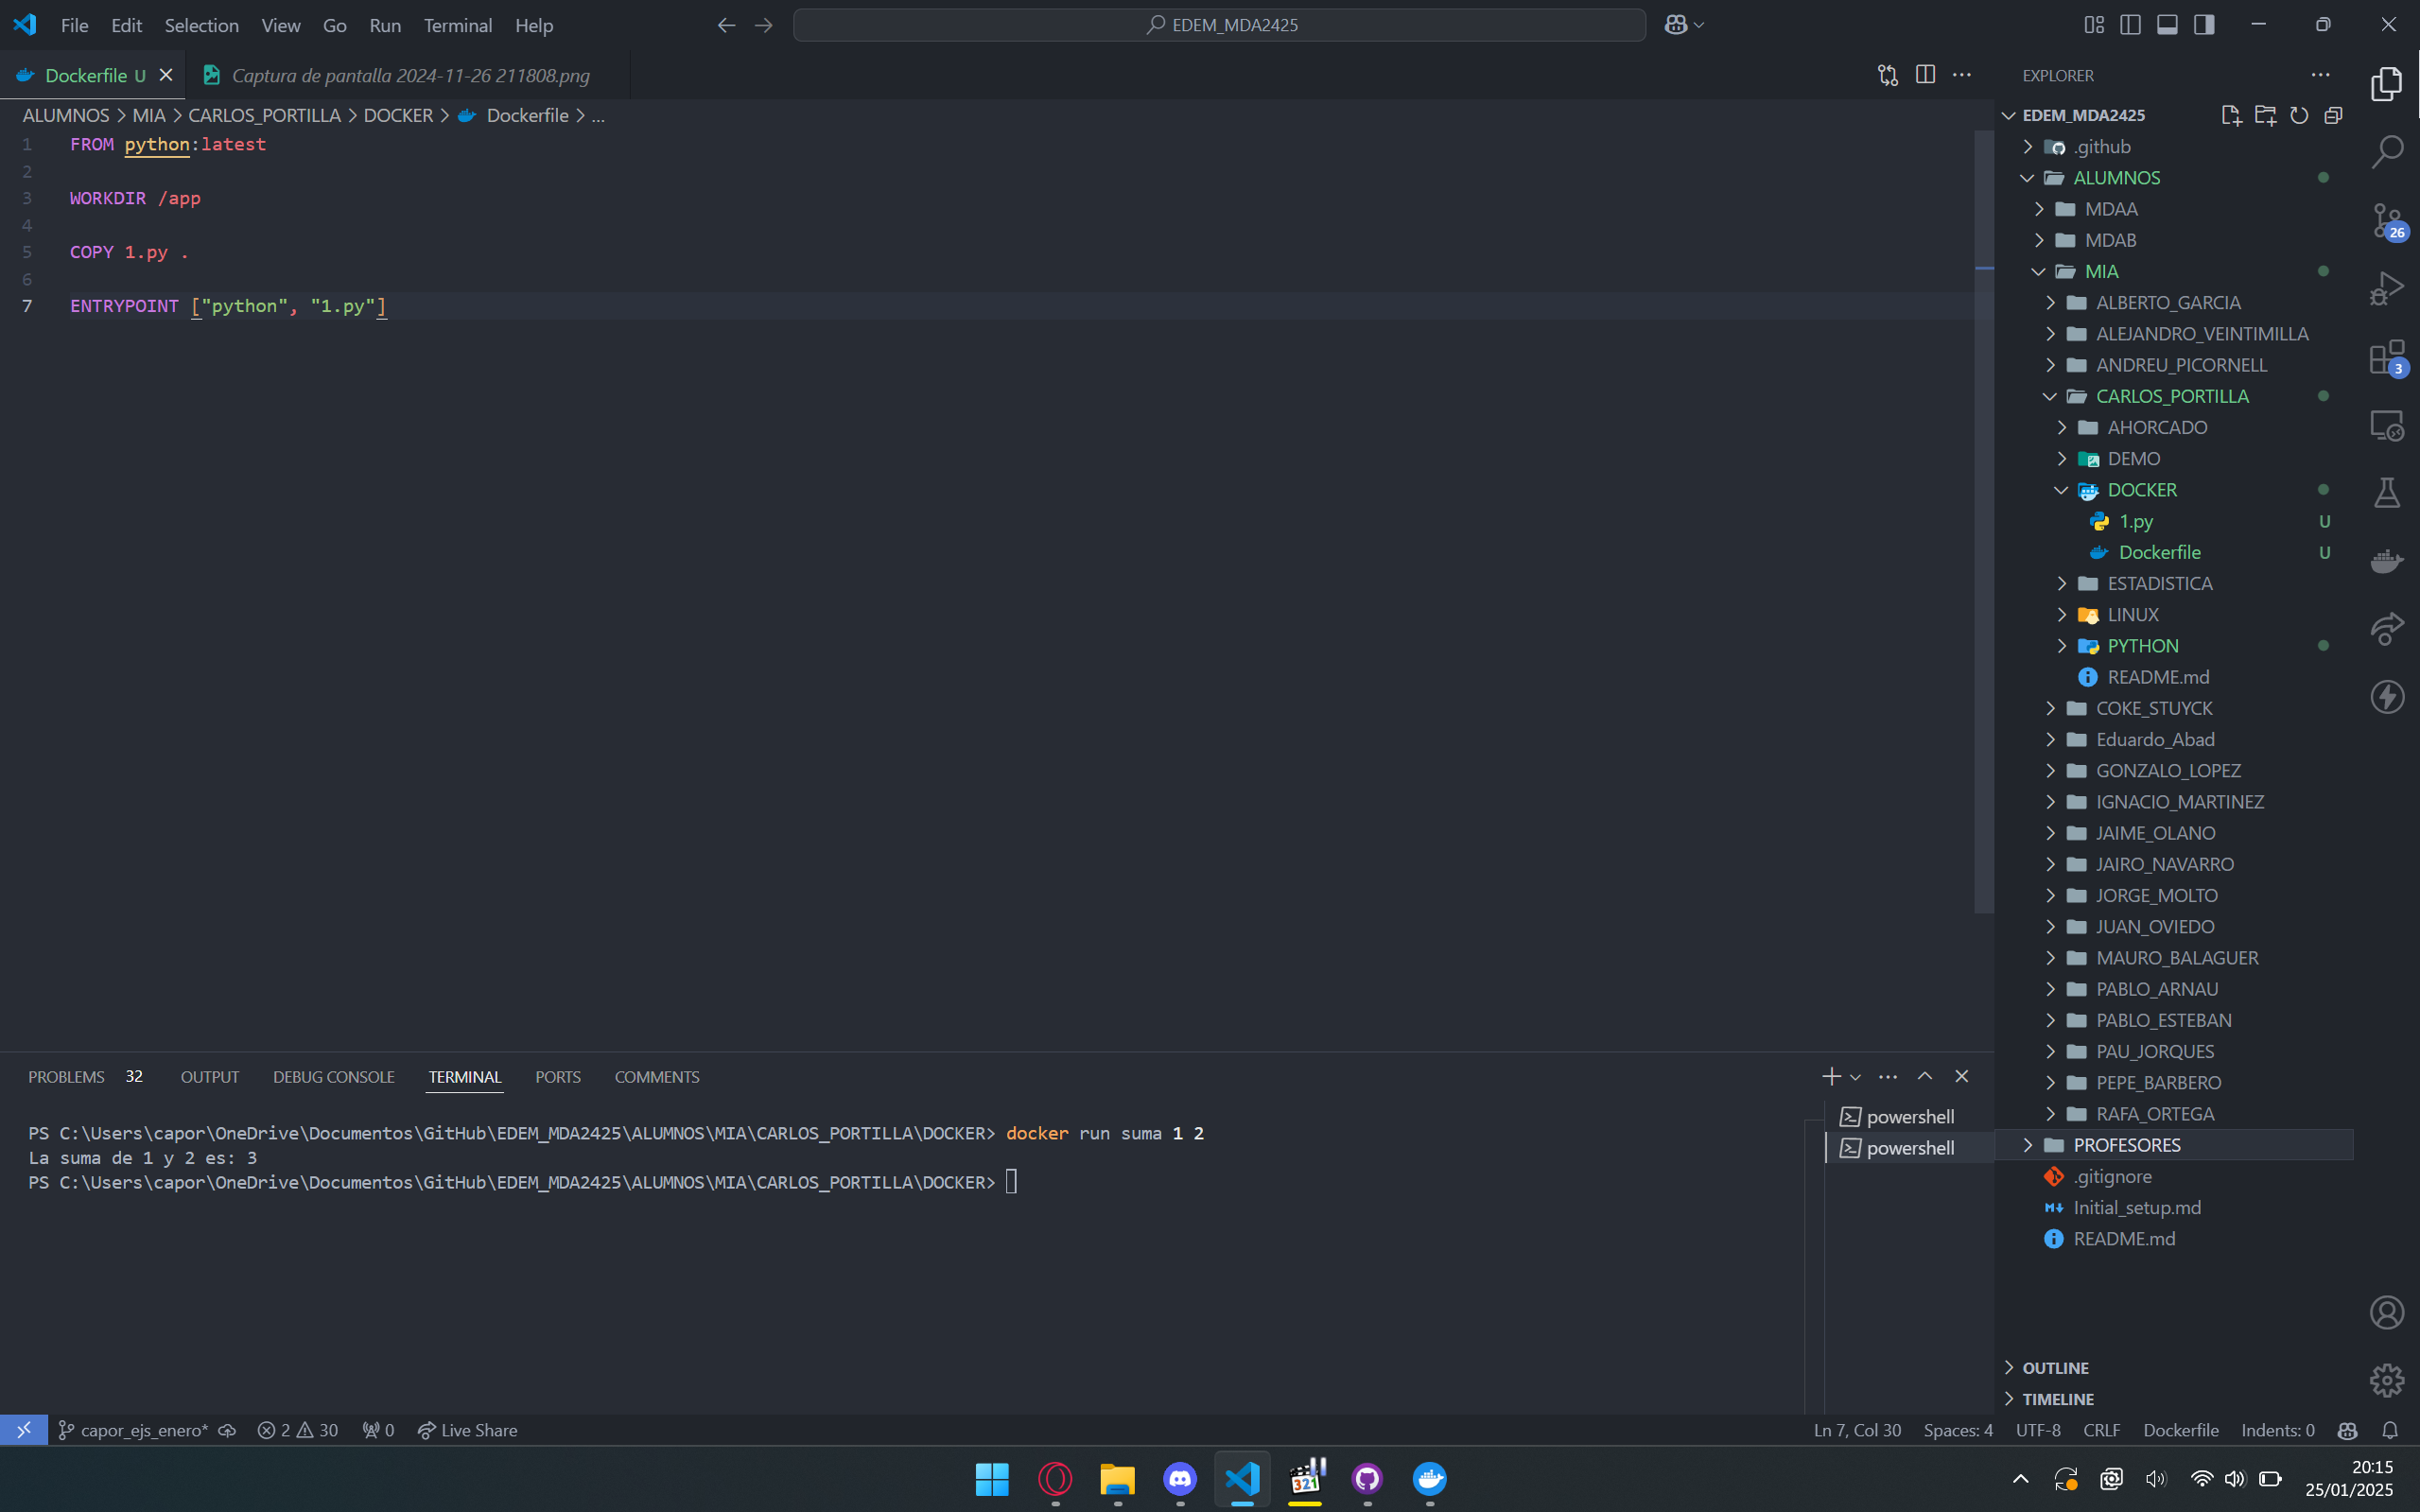 File Edit Selection View Go Run Terminal Help
EDEM_MDA2425
Dockerfile U
Captura de pantalla 2024-11-26 211808.png
ALUMNOS > MIA > CARLOS_PORTILLA > DOCKER > Dockerfile > ...
1 FROM python:latest
2
3 WORKDIR /app
4
5 COPY 1.py .
6
7 ENTRYPOINT ["python", "1.py"]
EXPLORER
EDEM_MDA2425
.github
ALUMNOS
MDAA
MDAB
MIA
ALBERTO_GARCIA
ALEJANDRO_VEINTIMILLA
ANDREU_PICORNELL
CARLOS_PORTILLA
AHORCADO
DEMO
DOCKER
1.py U
Dockerfile U
ESTADISTICA
LINUX
PYTHON
README.md
COKE_STUYCK
Eduardo_Abad
GONZALO_LOPEZ
IGNACIO_MARTINEZ
JAIME_OLANO
JAIRO_NAVARRO
JORGE_MOLTO
JUAN_OVIEDO
MAURO_BALAGUER
PABLO_ARNAU
PABLO_ESTEBAN
PAU_JORQUES
PEPE_BARBERO
RAFA_ORTEGA
PROFESORES
.gitignore
Initial_setup.md
README.md
OUTLINE
TIMELINE
26
3
PROBLEMS 32 OUTPUT DEBUG CONSOLE TERMINAL PORTS COMMENTS
PS C:\Users\capor\OneDrive\Documentos\GitHub\EDEM_MDA2425\ALUMNOS\MIA\CARLOS_PORTILLA\DOCKER> docker run suma 1 2
La suma de 1 y 2 es: 3
PS C:\Users\capor\OneDrive\Documentos\GitHub\EDEM_MDA2425\ALUMNOS\MIA\CARLOS_PORTILLA\DOCKER>
powershell
powershell
capor_ejs_enero* 2 30 0 Live Share
Ln 7, Col 30 Spaces: 4 UTF-8 CRLF Dockerfile Indents: 0
321
20:15
25/01/2025